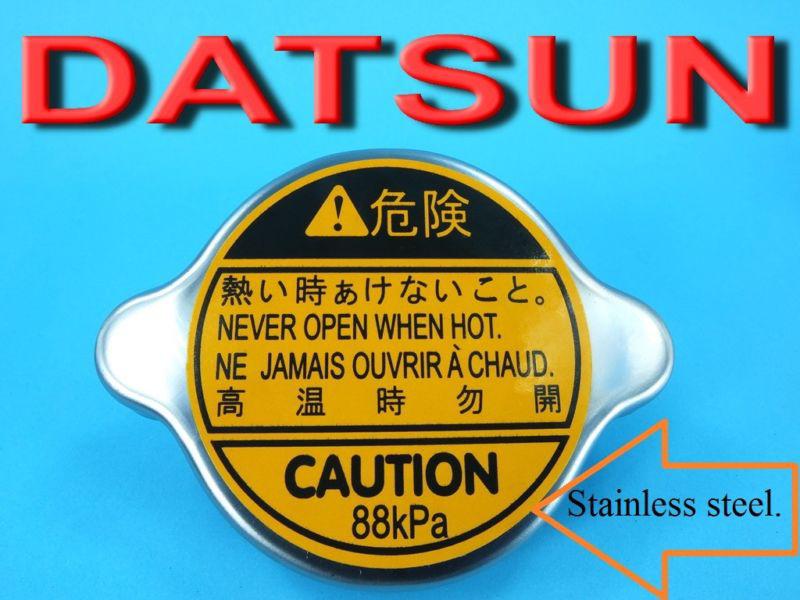 DATSUN
危険
熱い時ぁけないこと。
NEVER OPEN WHEN HOT.
NE JAMAIS OUVRIR À CHAUD.
高温時勿開
CAUTION
88kPa
Stainless steel.